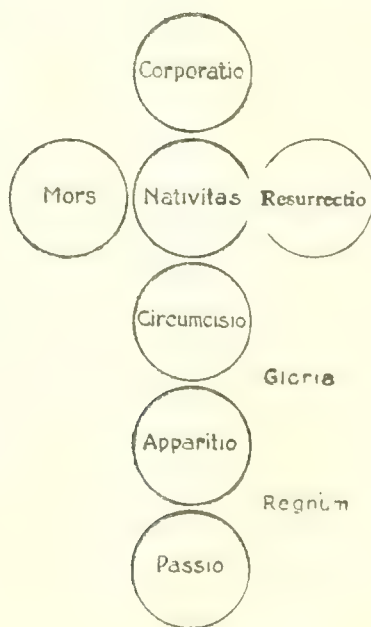 Corporatio
Mors Nativitas Resurrectio
Circumcisio
Gloria
Apparitio
Regnum
Passio